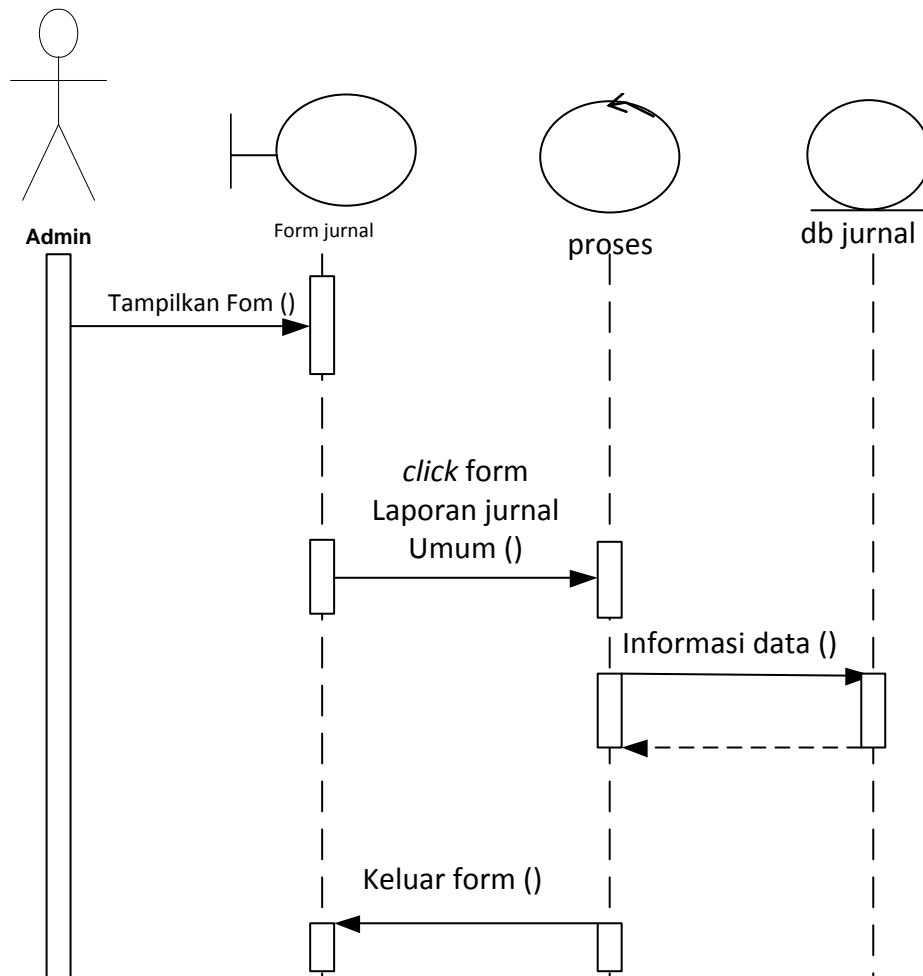 Admin
Form jurnal
proses
db jurnal
Tampilkan Fom ()
click form
Laporan jurnal
Umum ()
Informasi data ()
Keluar form ()